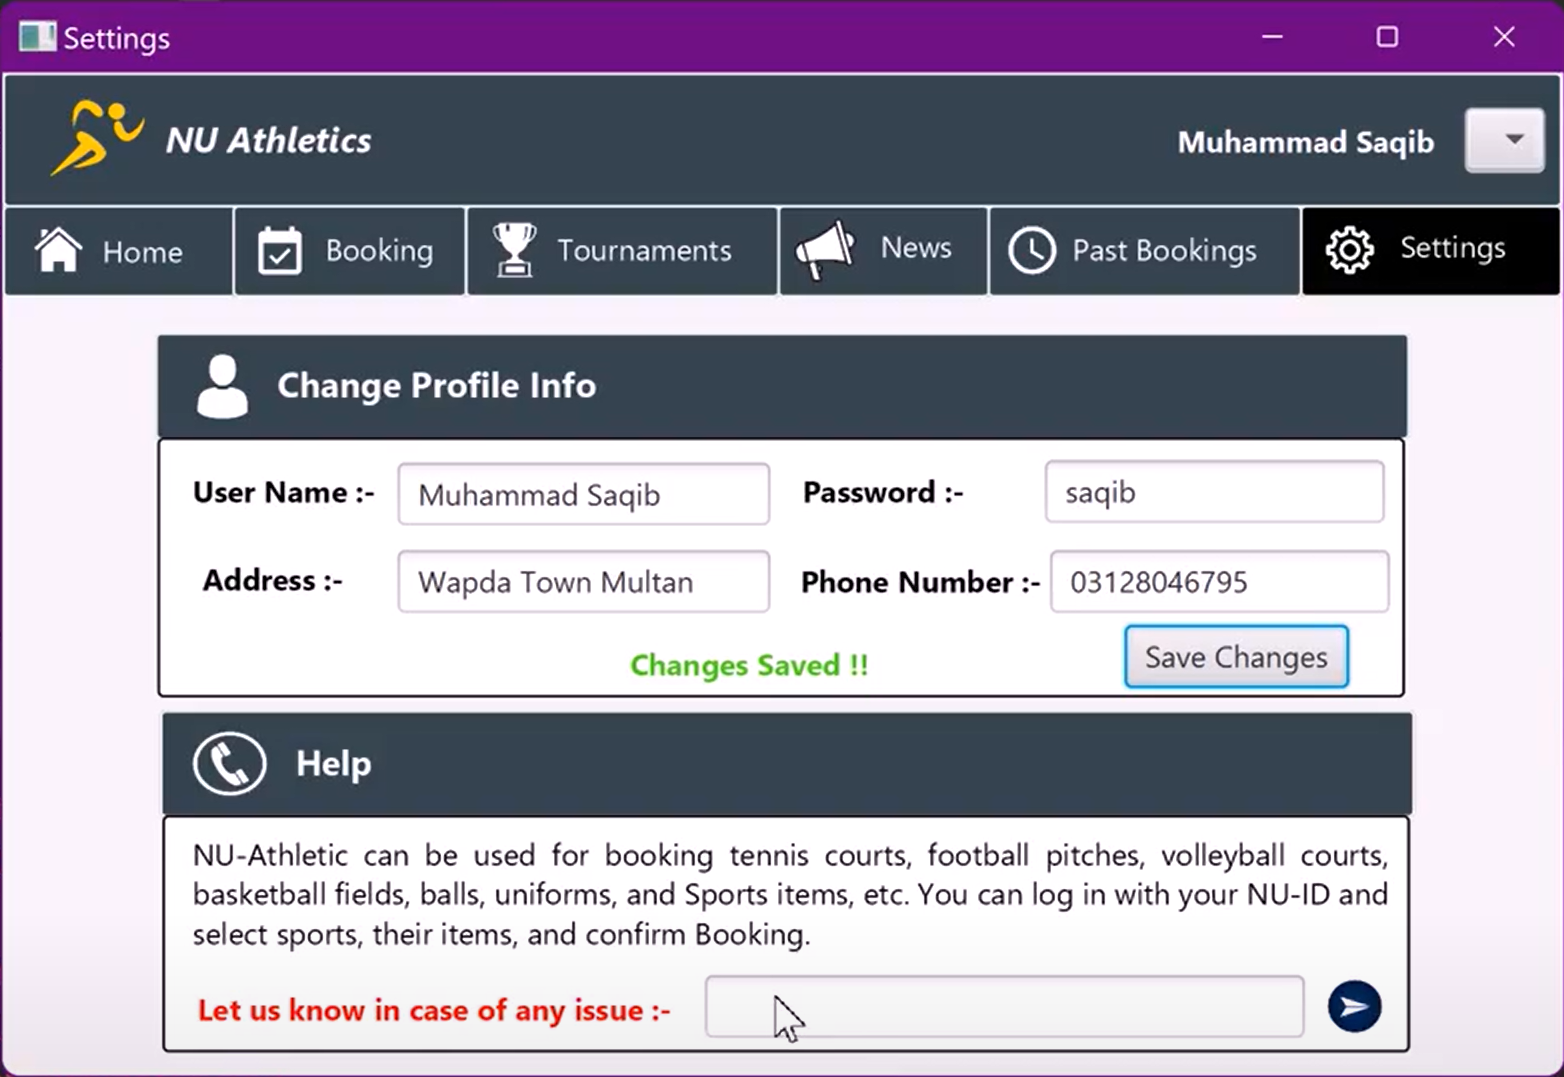 Settings
NU Athletics
Muhammad Saqib
Home Booking Tournaments News Past Bookings Settings
Change Profile Info
User Name :- Muhammad Saqib Password :- saqib
Address :- Wapda Town Multan Phone Number :- 03128046795
Changes Saved !! Save Changes
Help
NU-Athletic can be used for booking tennis courts, football pitches, volleyball courts,
basketball fields, balls, uniforms, and Sports items, etc. You can log in with your NU-ID and
select sports, their items, and confirm Booking.
Let us know in case of any issue :-